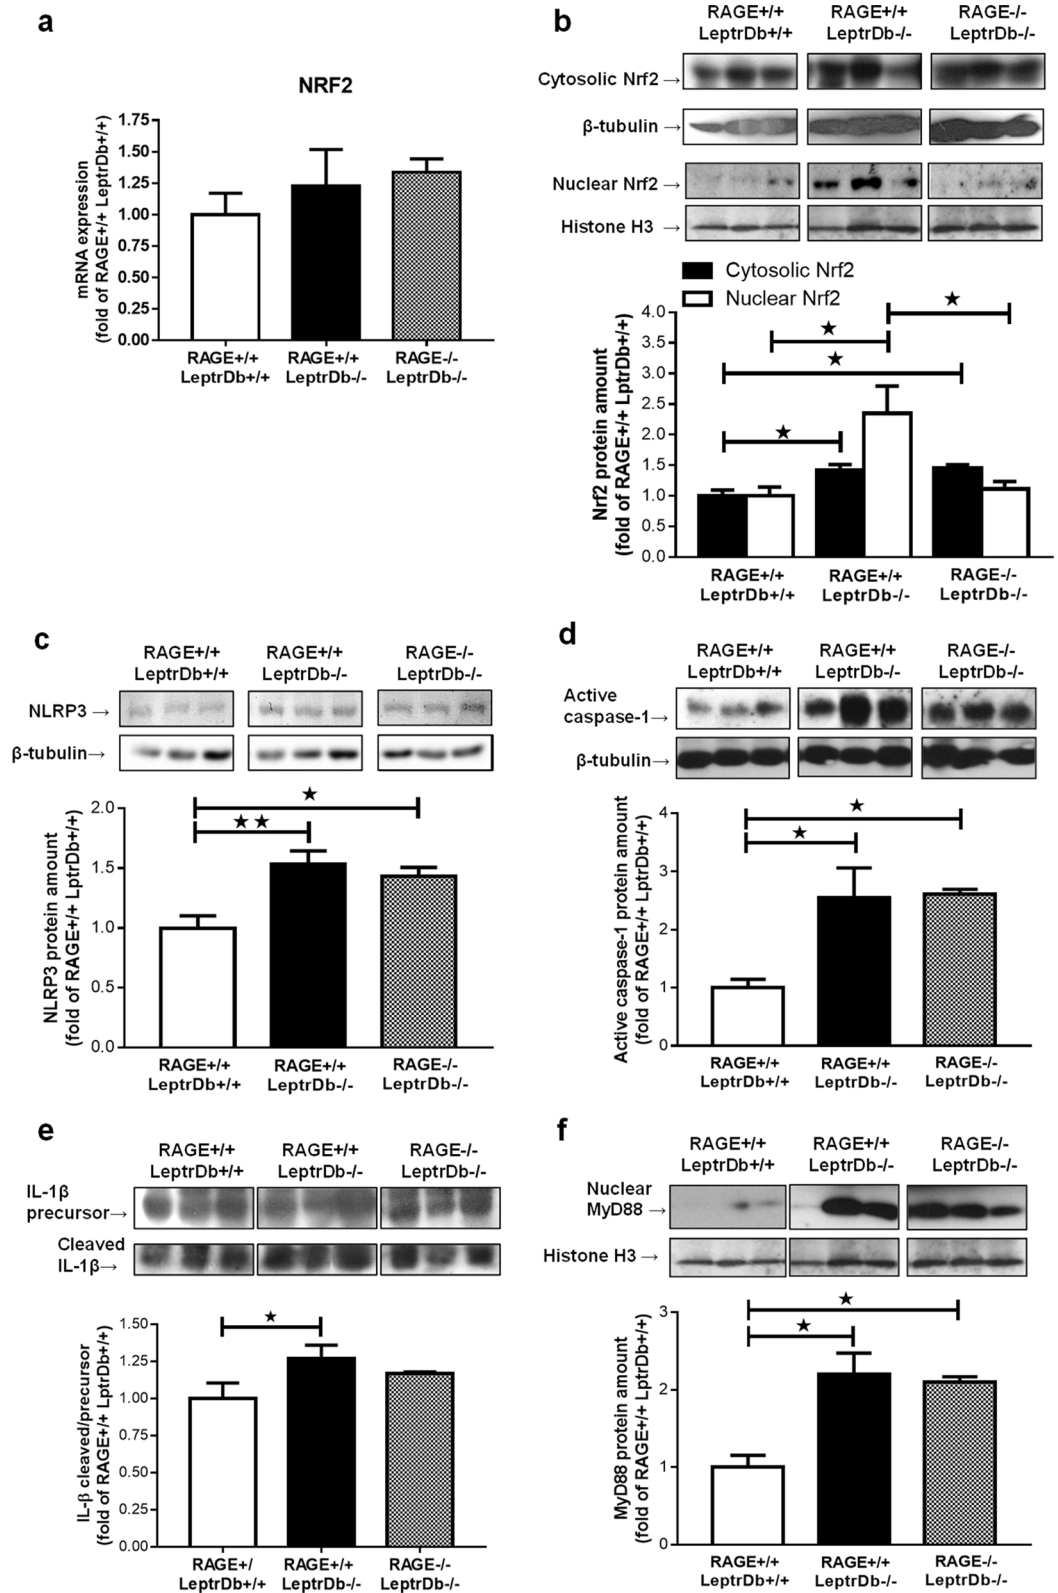 a
NRF2
mRNA expression
(fold of RAGE+/+ LeptrDb+/+)
1.75
1.50
1.25
1.00
0.75
0.50
0.25
0.00
RAGE+/+ RAGE+/+ RAGE-/-
LeptrDb+/+ LeptrDb-/- LeptrDb-/-
b
RAGE+/+ RAGE+/+ RAGE-/-
LeptrDb+/+ LeptrDb-/- LeptrDb-/-
Cytosolic Nrf2→
β-tubulin →
Nuclear Nrf2→
Histone H3 →
Cytosolic Nrf2
Nuclear Nrf2
Nrf2 protein amount
(fold of RAGE+/+ LptrDb+/+)
4.0
3.5
3.0
2.5
2.0
1.5
1.0
0.5
0.0
★
★
★
★
RAGE+/+ RAGE+/+ RAGE-/-
LeptrDb+/+ LeptrDb-/- LeptrDb-/-
c
RAGE+/+ RAGE+/+ RAGE-/-
LeptrDb+/+ LeptrDb-/- LeptrDb-/-
NLRP3 →
β-tubulin→
NLRP3 protein amount
(fold of RAGE+/+ LptrDb+/+)
2.0
1.5
1.0
0.5
0.0
★
★★
RAGE+/+ RAGE+/+ RAGE-/-
LeptrDb+/+ LeptrDb-/- LeptrDb-/-
d
RAGE+/+ RAGE+/+ RAGE-/-
LeptrDb+/+ LeptrDb-/- LeptrDb-/-
Active
caspase-1→
β-tubulin→
Active caspase-1 protein amount
(fold of RAGE+/+ LptrDb+/+)
4
3
2
1
0
★
★
RAGE+/+ RAGE+/+ RAGE-/-
LeptrDb+/+ LeptrDb-/- LeptrDb-/-
e
RAGE+/+ RAGE+/+ RAGE-/-
LeptrDb+/+ LeptrDb-/- LeptrDb-/-
IL-1β
precursor→
Cleaved
IL-1β→
IL-β cleaved/precursor
(fold of RAGE+/+ LeptrDb+/+)
1.50
1.25
1.00
0.75
0.50
0.25
0.00
★
RAGE+/ RAGE+/+ RAGE-/-
LeptrDb+/+ LeptrDb-/- LeptrDb-/-
f
RAGE+/+ RAGE+/+ RAGE-/-
LeptrDb+/+ LeptrDb-/- LeptrDb-/-
Nuclear
MyD88 →
Histone H3 →
MyD88 protein amount
(fold of RAGE+/+ LptrDb+/+)
3
2
1
0
★
★
RAGE+/+ RAGE+/+ RAGE-/-
LeptrDb+/+ LeptrDb-/- LeptrDb-/-